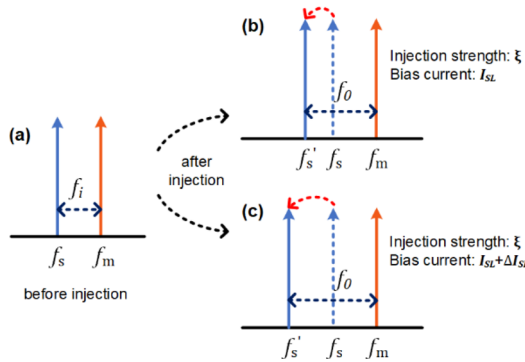 (a)
f_i
f_s f_m
before injection
after
injection
(b)
Injection strength: ξ
Bias current: I_SL
f_0
f_s' f_s f_m
(c)
Injection strength: ξ
Bias current: I_SL+ΔI_S
f_0
f_s' f_s f_m